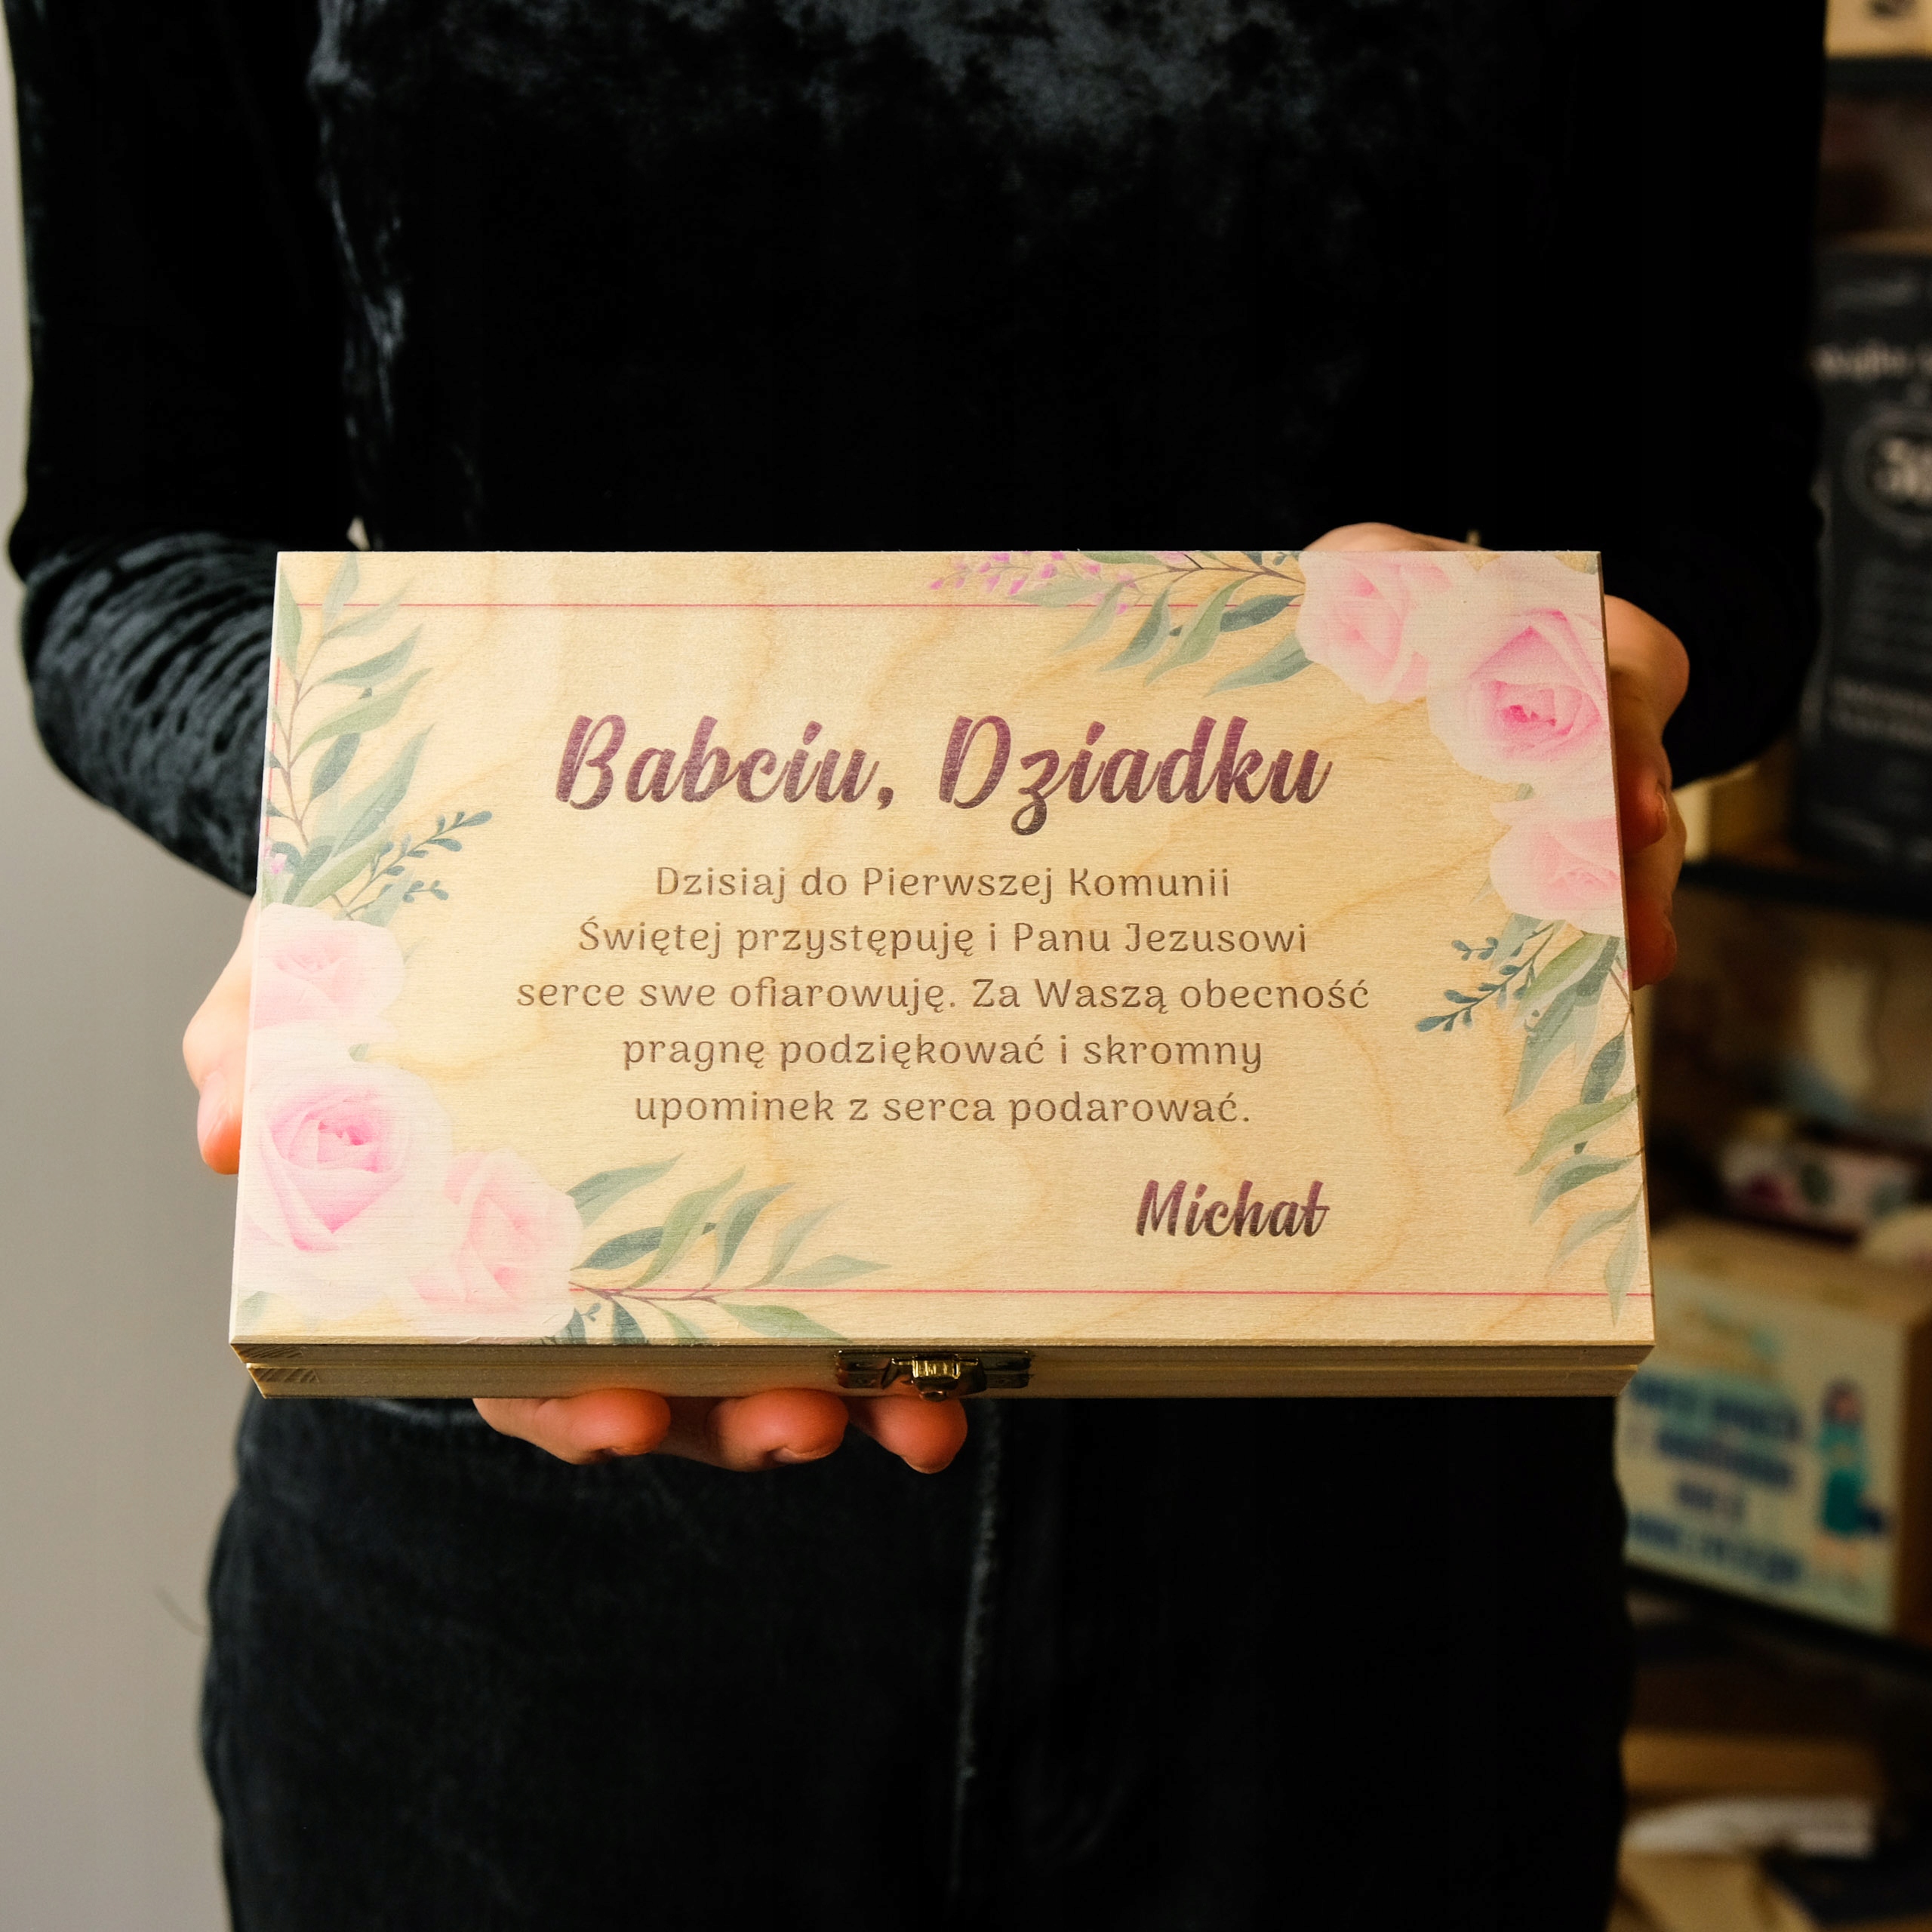 Babciu, Dziadku
Dzisiaj do Pierwszej Komunii
Świętej przystępuję i Panu Jezusowi
serce swe ofiarowuję. Za Waszą obecność
pragnę podziękować i skromny
upominek z serca podarować.
Michał